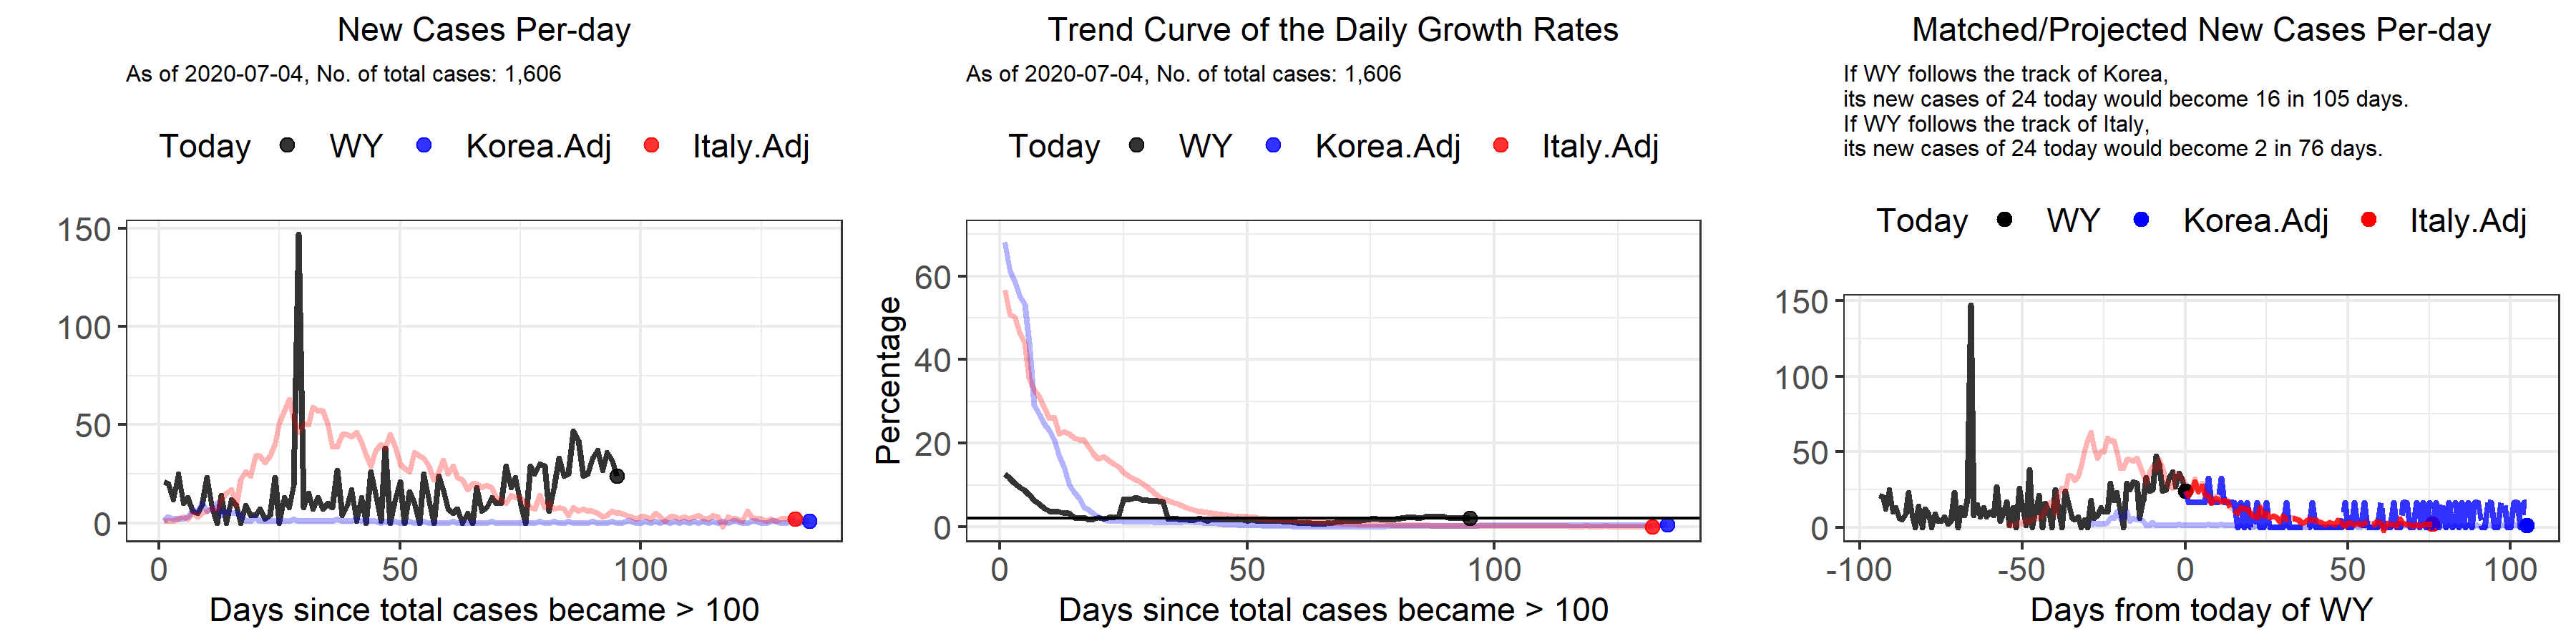 New Cases Per-day
As of 2020-07-04, No. of total cases: 1,606
Today WY Korea.Adj Italy.Adj
150
100
50
0
0 50 100
Days since total cases became > 100
Trend Curve of the Daily Growth Rates
As of 2020-07-04, No. of total cases: 1,606
Today WY Korea.Adj Italy.Adj
Percentage
60
40
20
0
0 50 100
Days since total cases became > 100
Matched/Projected New Cases Per-day
If WY follows the track of Korea,
its new cases of 24 today would become 16 in 105 days.
If WY follows the track of Italy,
its new cases of 24 today would become 2 in 76 days.
Today WY Korea.Adj Italy.Adj
150
100
50
0
-100 -50 0 50 100
Days from today of WY